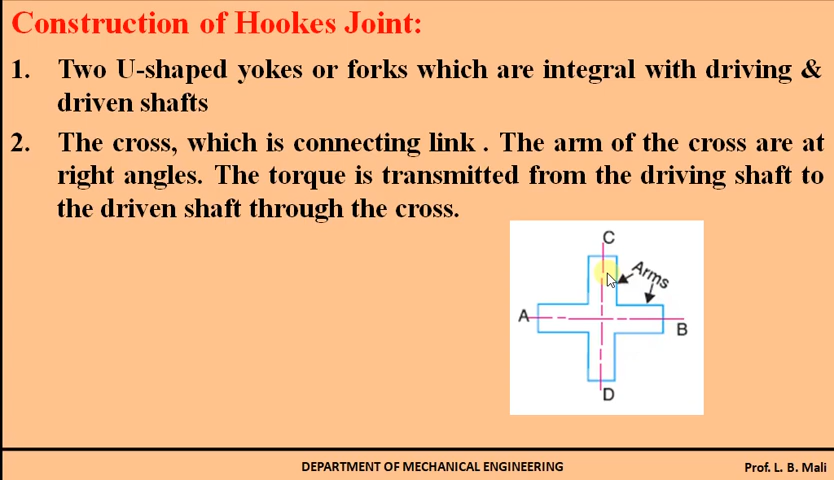 Construction of Hookes Joint:
1. Two U-shaped yokes or forks which are integral with driving &
driven shafts
2. The cross, which is connecting link . The arm of the cross are at
right angles. The torque is transmitted from the driving shaft to
the driven shaft through the cross.
C
Arms
A
B
D
DEPARTMENT OF MECHANICAL ENGINEERING
Prof. L. B. Mali